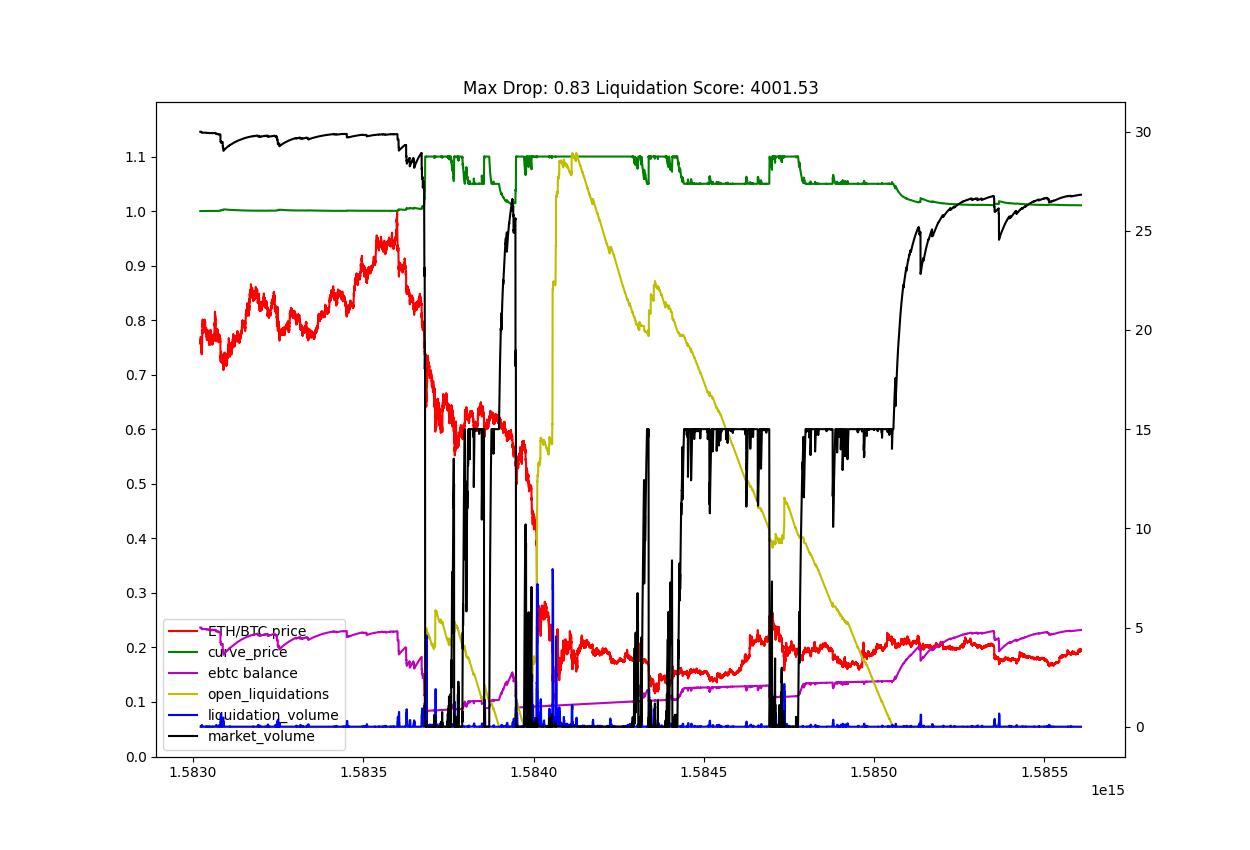 Max Drop: 0.83 Liquidation Score: 4001.53
1.1
1.0
0.9
0.8
0.7
0.6
0.5
0.4
0.3
0.2
0.1
0.0
30
25
20
15
10
5
0
ETH/BTC price
curve_price
ebtc balance
open_liquidations
liquidation_volume
market_volume
1.5830 1.5835 1.5840 1.5845 1.5850 1.5855
1e15